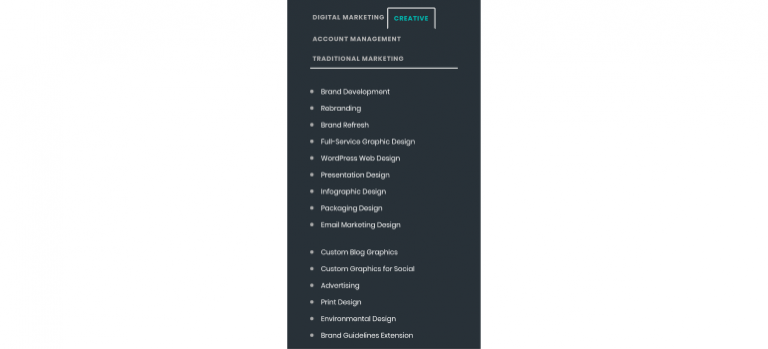 DIGITAL MARKETING CREATIVE
ACCOUNT MANAGEMENT
TRADITIONAL MARKETING
Brand Development
Rebranding
Brand Refresh
Full-Service Graphic Design
WordPress Web Design
Presentation Design
Infographic Design
Packaging Design
Email Marketing Design
Custom Blog Graphics
Custom Graphics for Social
Advertising
Print Design
Environmental Design
Brand Guidelines Extension